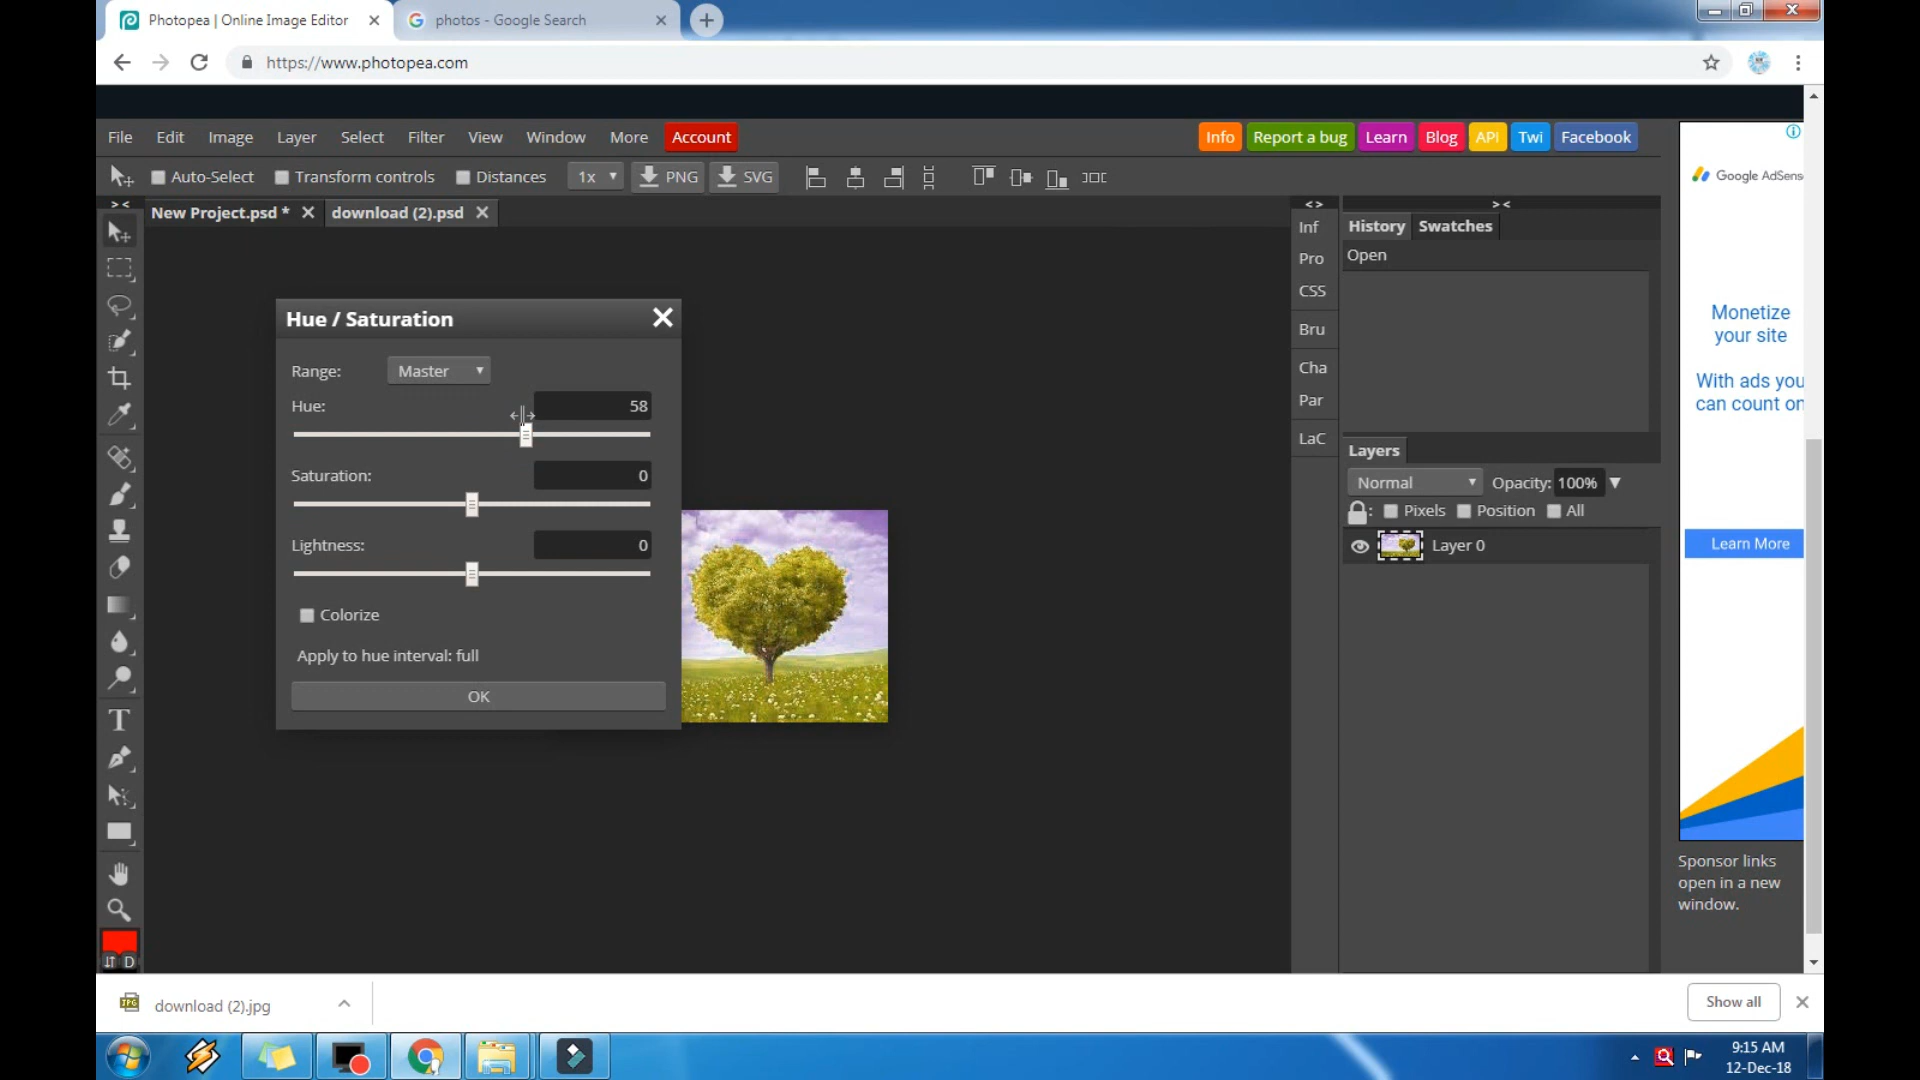 Photopea | Online Image Editor
photos - Google Search
https://www.photopea.com
File Edit Image Layer Select Filter View Window More Account
Info Report a bug Learn Blog API Twi Facebook
Auto-Select Transform controls Distances 1x PNG SVG
New Project.psd * download (2).psd
Hue / Saturation
Range: Master
Hue: 58
Saturation: 0
Lightness: 0
Colorize
Apply to hue interval: full
OK
Inf
Pro
CSS
Bru
Cha
Par
LaC
History Swatches
Open
Layers
Normal Opacity: 100%
: Pixels Position All
Layer 0
Google AdSens
Monetize
your site
With ads you
can count on
Learn More
Sponsor links
open in a new
window.
T
D
JPG
download (2).jpg
Show all
9:15 AM
12-Dec-18